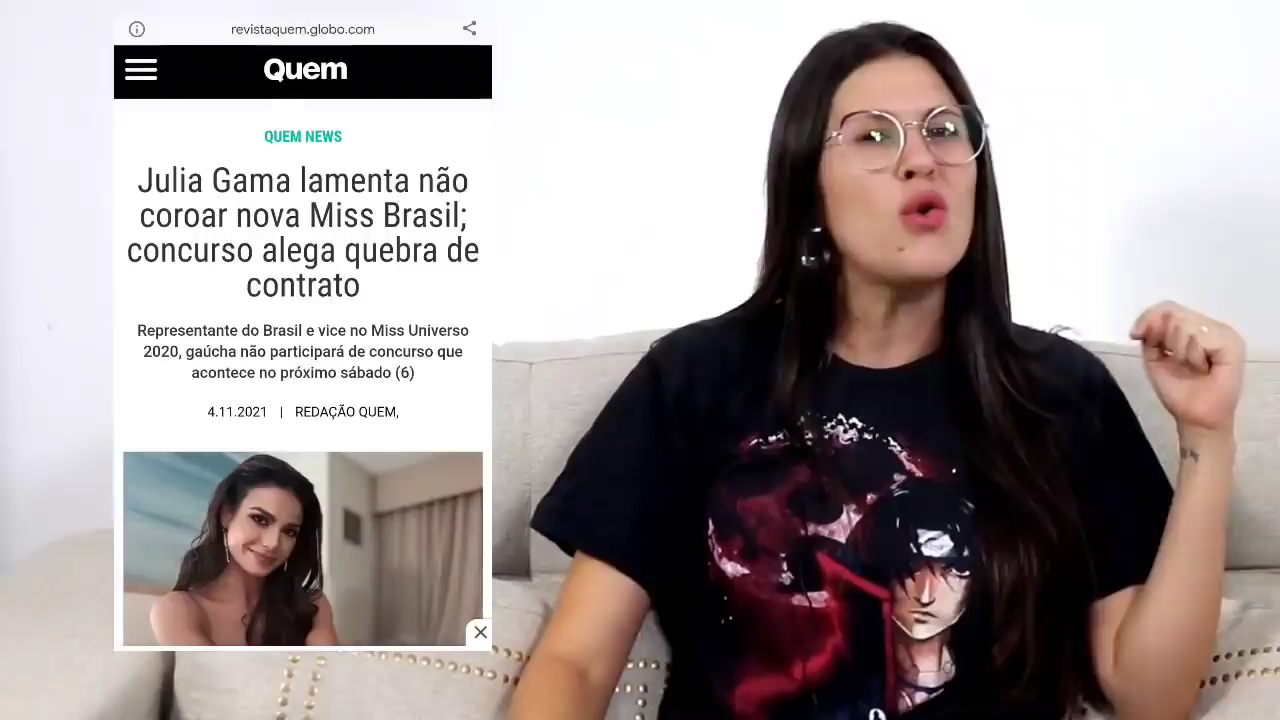 revistaquem.globo.com
Quem
QUEM NEWS
Julia Gama lamenta não
coroar nova Miss Brasil;
concurso alega quebra de
contrato
Representante do Brasil e vice no Miss Universo
2020, gaúcha não participará de concurso que
acontece no próximo sábado (6)
4.11.2021 | REDAÇÃO QUEM,